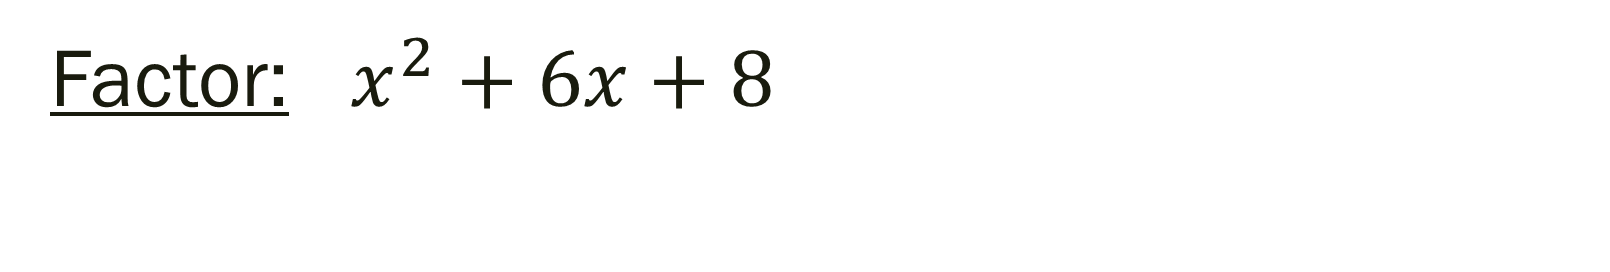 Factor: x² + 6x + 8